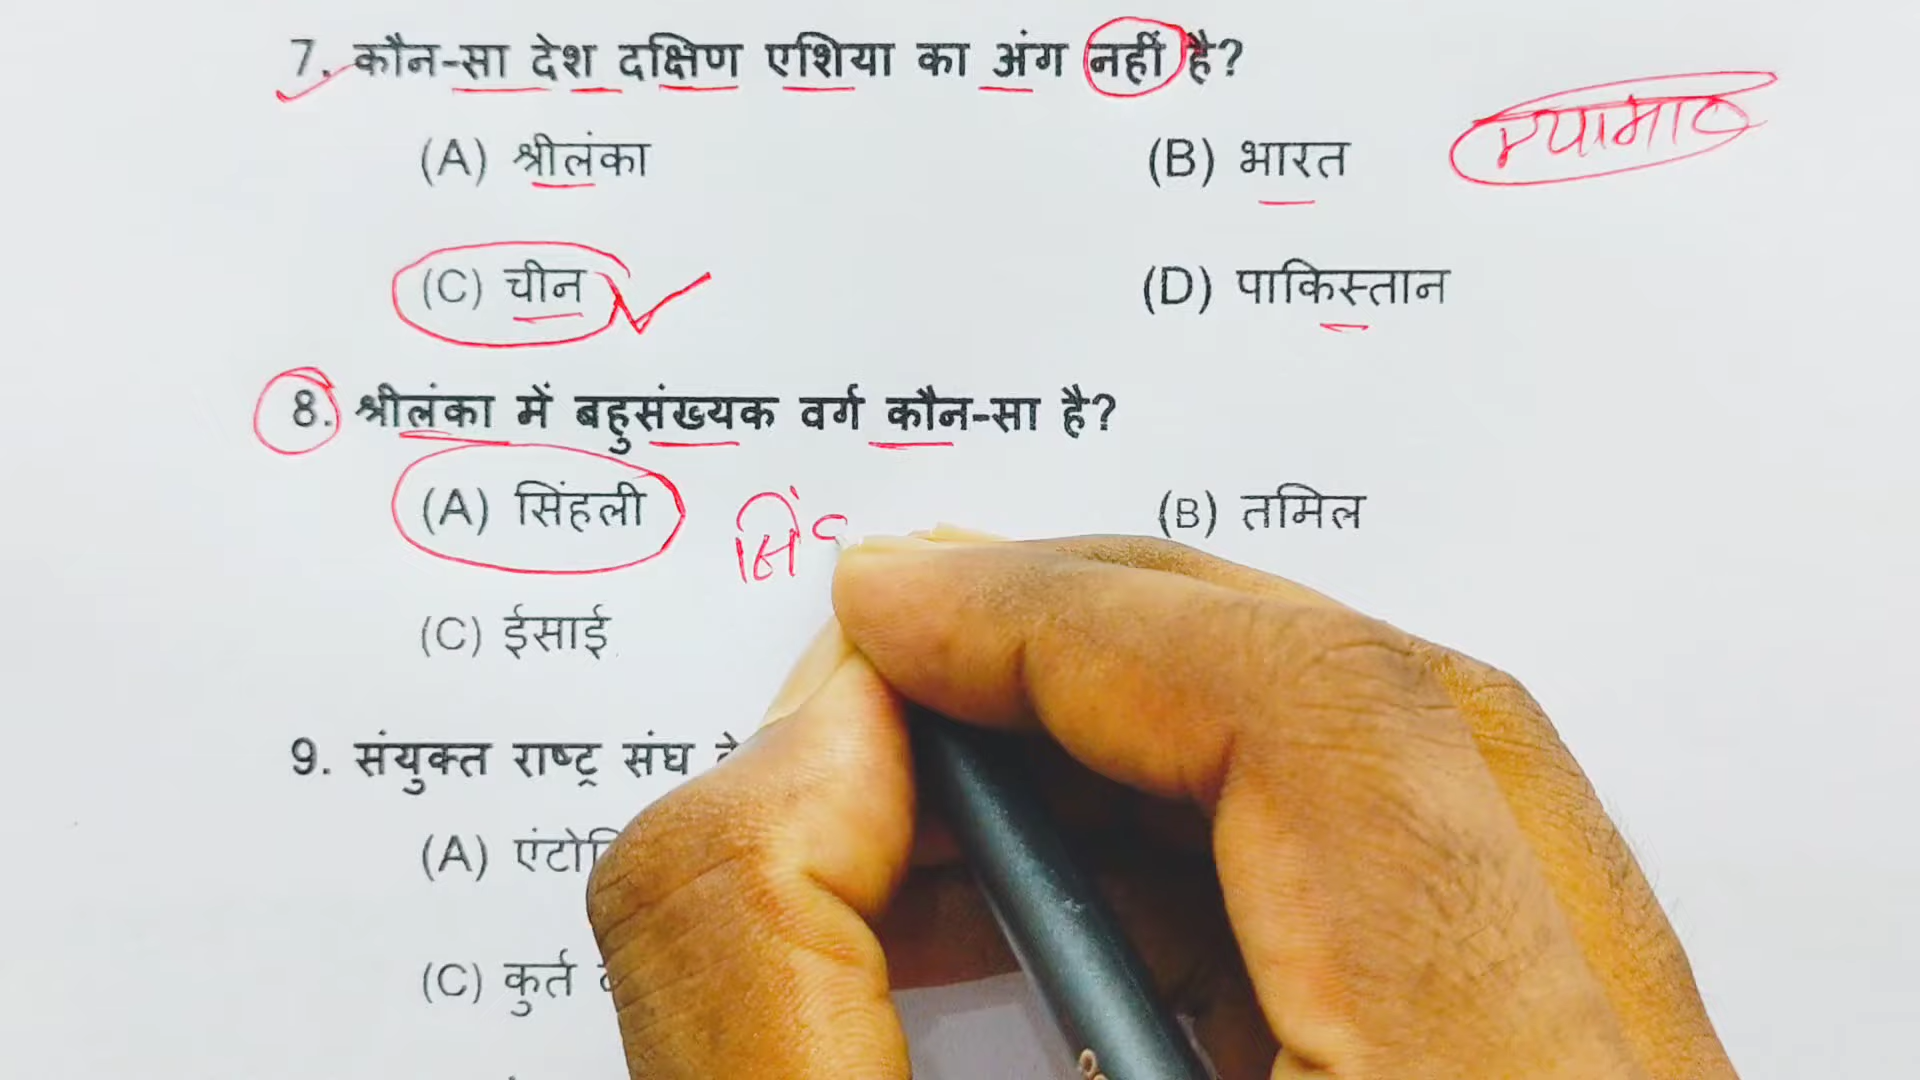 7. कौन-सा देश दक्षिण एशिया का अंग नहीं है?
(A) श्रीलंका
(B) भारत
(C) चीन
(D) पाकिस्तान
8. श्रीलंका में बहुसंख्यक वर्ग कौन-सा है?
(A) सिंहली
(B) तमिल
(C) ईसाई
9. संयुक्त राष्ट्र संघ
(A)
(C) कुर्त